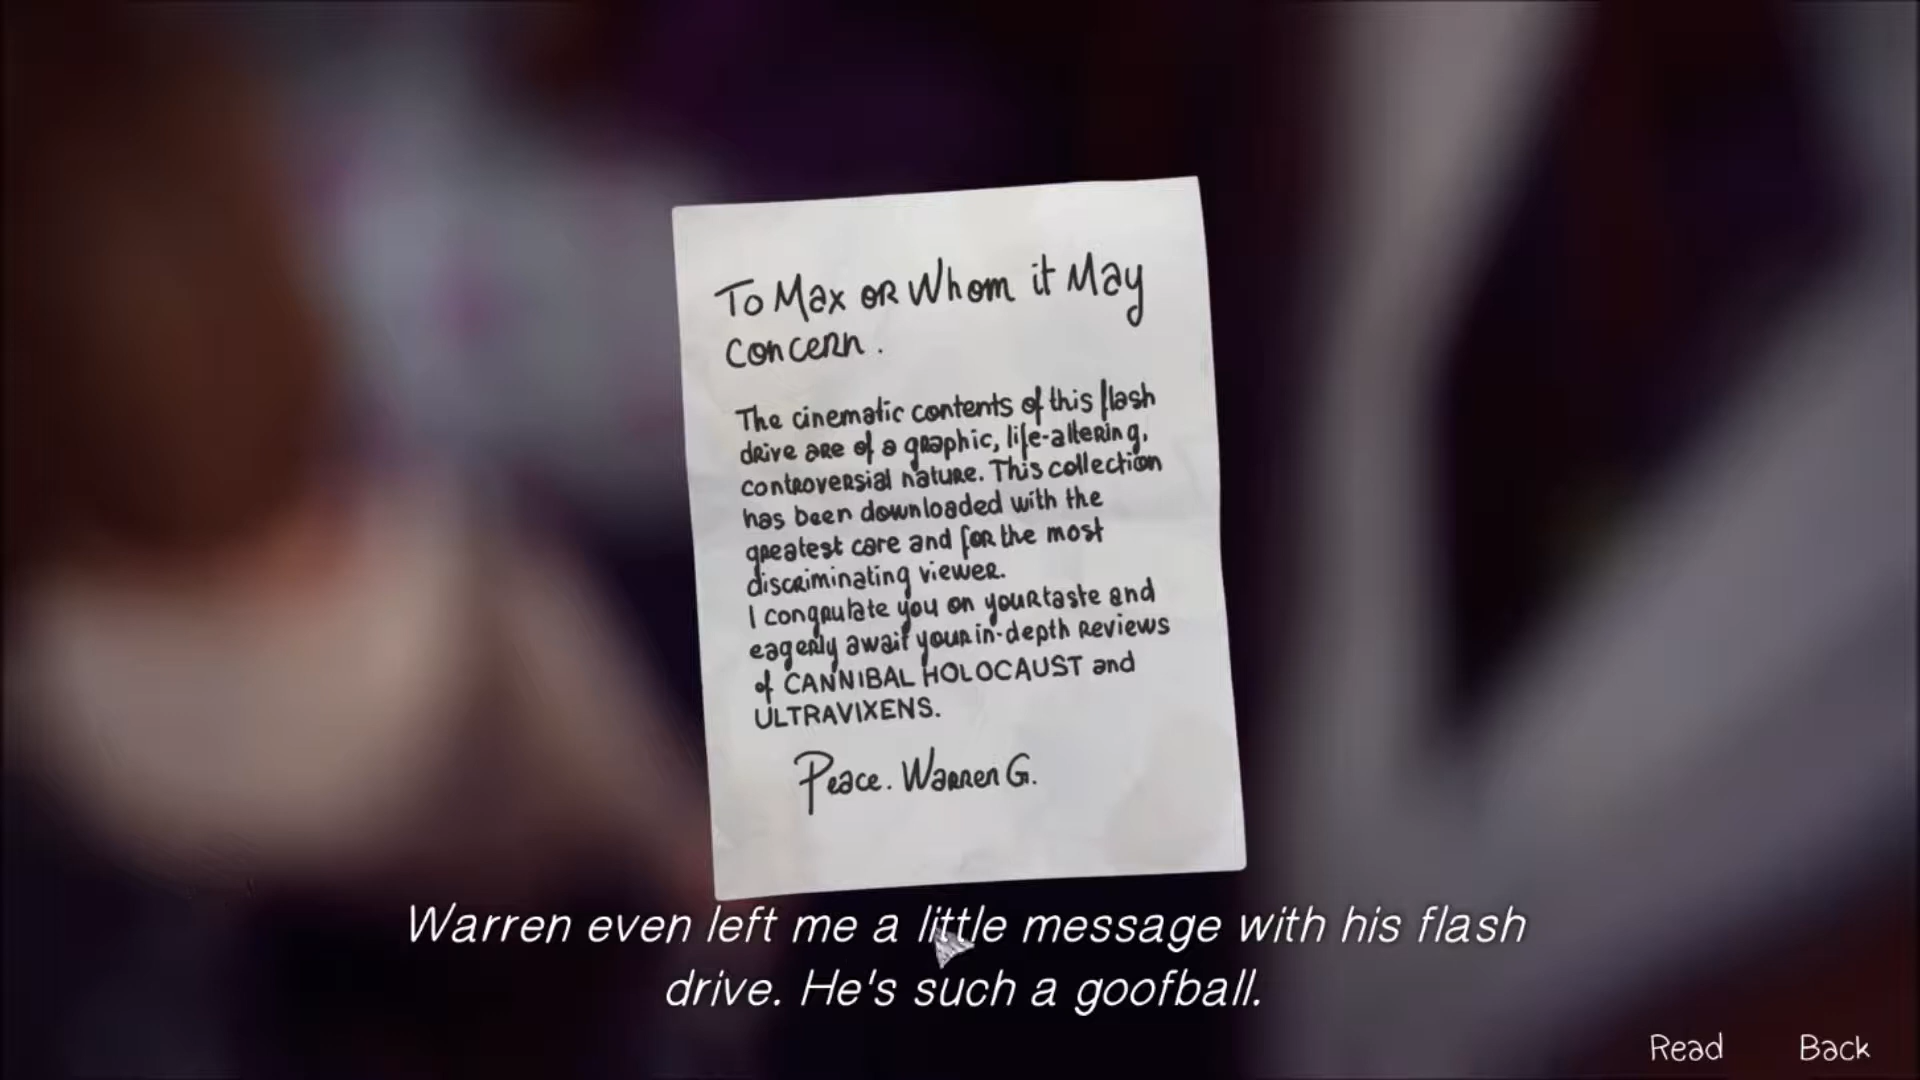 To Max or Whom it May
Concern.
The cinematic contents of this flash
drive are of a graphic, life-altering,
controversial nature. This collection
has been downloaded with the
greatest care and for the most
discriminating viewer.
I congrulate you on your taste and
eagerly await your in-depth reviews
of CANNIBAL HOLOCAUST and
ULTRAVIXENS.
Peace. Warren G.
Warren even left me a little message with his flash
drive. He's such a goofball.
Read Back